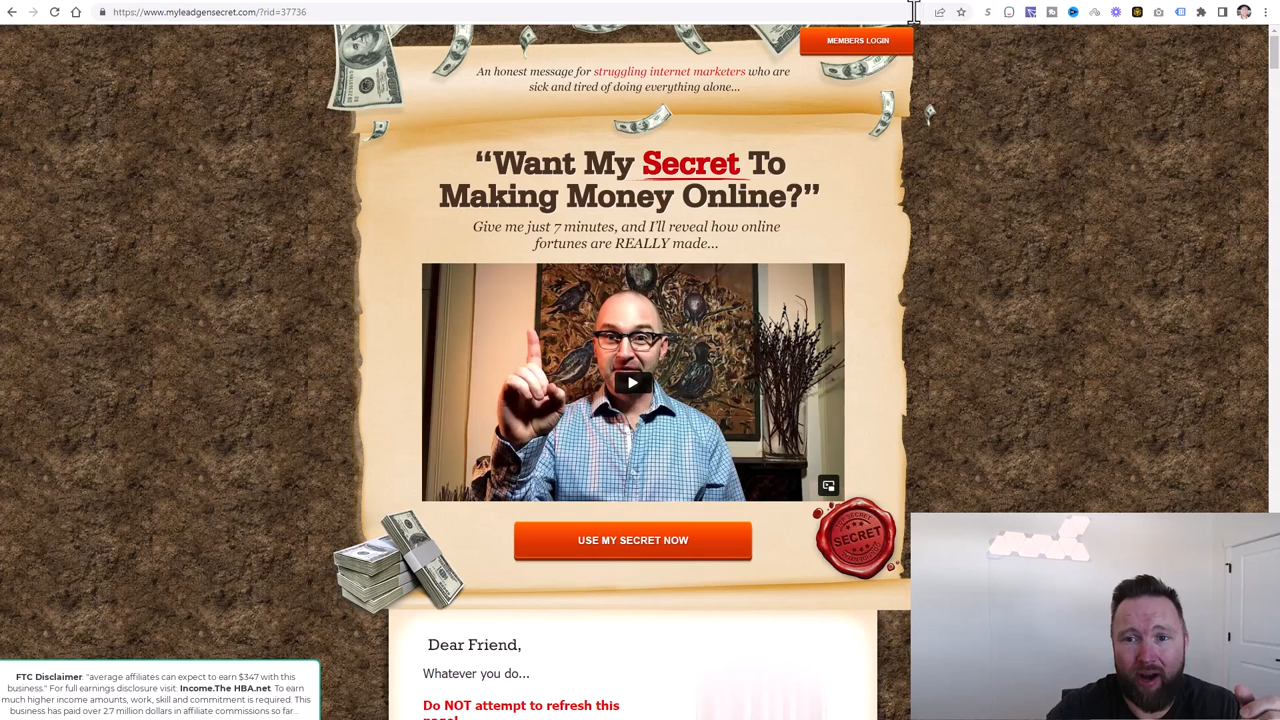 https://www.myleadgensecret.com/?rid=37736
MEMBERS LOGIN
An honest message for struggling internet marketers who are
sick and tired of doing everything alone...
“Want My Secret To
Making Money Online?”
Give me just 7 minutes, and I'll reveal how online
fortunes are REALLY made...
USE MY SECRET NOW
SECRET
Dear Friend,
Whatever you do...
Do NOT attempt to refresh this
page!
FTC Disclaimer: "average affiliates can expect to earn $347 with this
business." For full earnings disclosure visit: Income.The HBA.net. To earn
much higher income amounts, work, skill and commitment is required. This
business has paid over 2.7 million dollars in affiliate commissions so far...